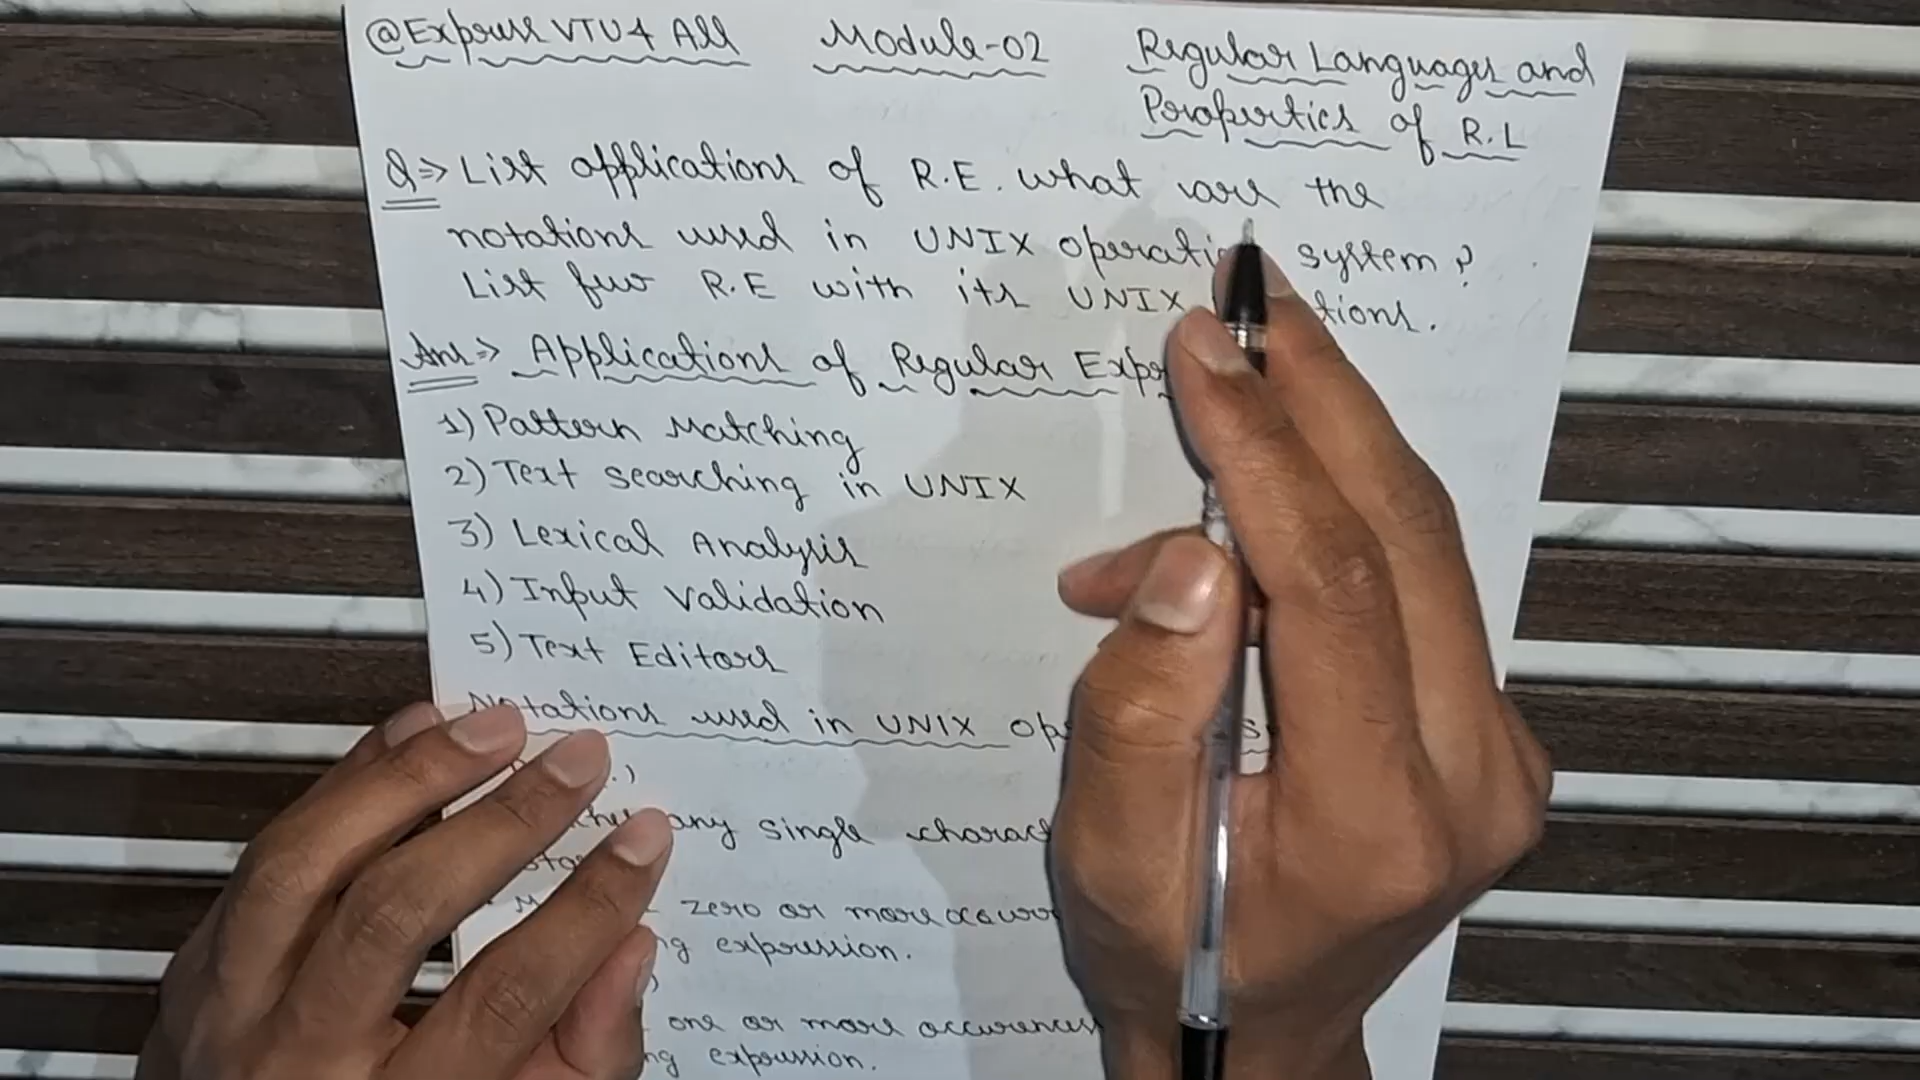 @Express VTU 4 All Module-02 Regular Languages and
Properties of R.L
Q⇒ List applications of R.E. what are the
notations used in UNIX operating system?
List few R.E with its UNIX
Ans⇒ Applications of Regular
1) Pattern Matching
2) Text searching in UNIX
3) Lexical Analysis
4) Input Validation
5) Text Editors
Notations used in UNIX
any single
zero or more
expression.
one or more occurences
expression.